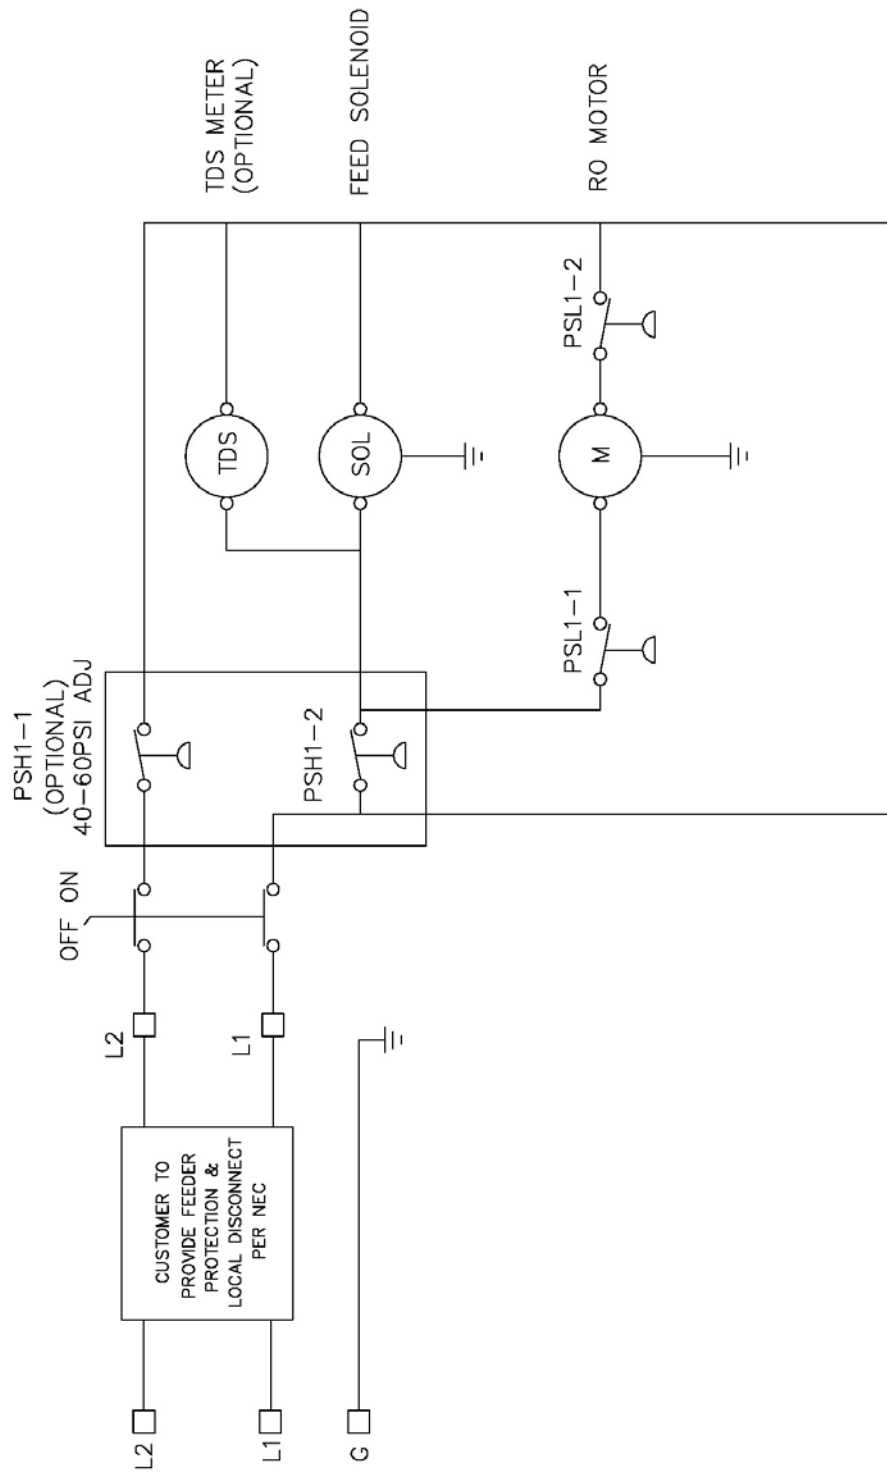 PSH1-1
(OPTIONAL)
40-60PSI ADJ
OFF ON
L2
L2
CUSTOMER TO
PROVIDE FEEDER
PROTECTION &
LOCAL DISCONNECT
PER NEC
L1
L1
G
PSH1-2
TDS
TDS METER
(OPTIONAL)
SOL
FEED SOLENOID
PSL1-1
M
PSL1-2
RO MOTOR